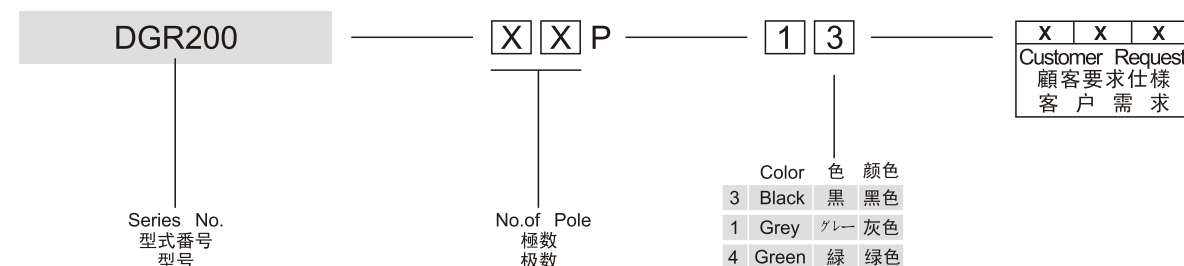 DGR200 X X P 1 3 X X X
Customer Request
顧客要求仕様
客户需求
Color 色 颜色
3 Black 黒 黑色
1 Grey グレー 灰色
4 Green 緑 绿色
Series No.
型式番号
型号
No.of Pole
極数
极数